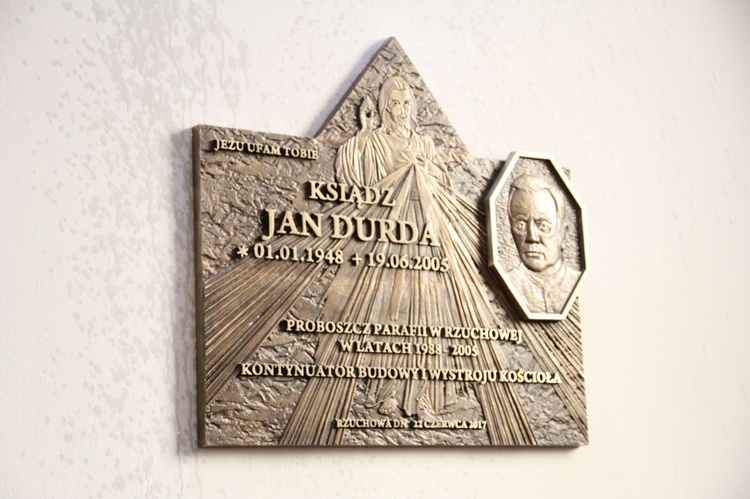 JEZU UFAM TOBIE
KSIĄDZ
JAN DURDA
* 01.01.1948 + 19.06.2005
PROBOSZCZ PARAFII W RZUCHOWEJ
W LATACH 1988 - 2005
KONTYNUATOR BUDOWY I WYSTROJU KOŚCIOŁA
RZUCHOWA DN. 22 CZERWCA 2017